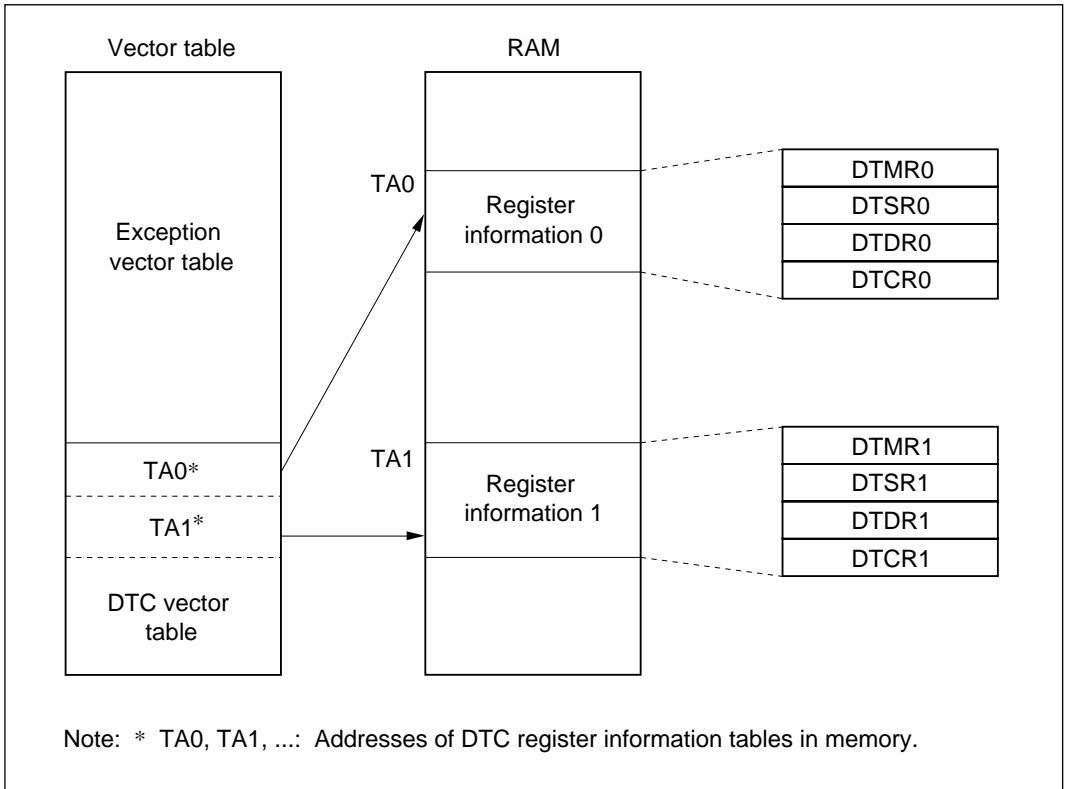 Vector table
RAM
Exception
vector table
TA0*
TA1*
DTC vector
table
TA0
Register
information 0
TA1
Register
information 1
DTMR0
DTSR0
DTDR0
DTCR0
DTMR1
DTSR1
DTDR1
DTCR1
Note: * TA0, TA1, ...: Addresses of DTC register information tables in memory.